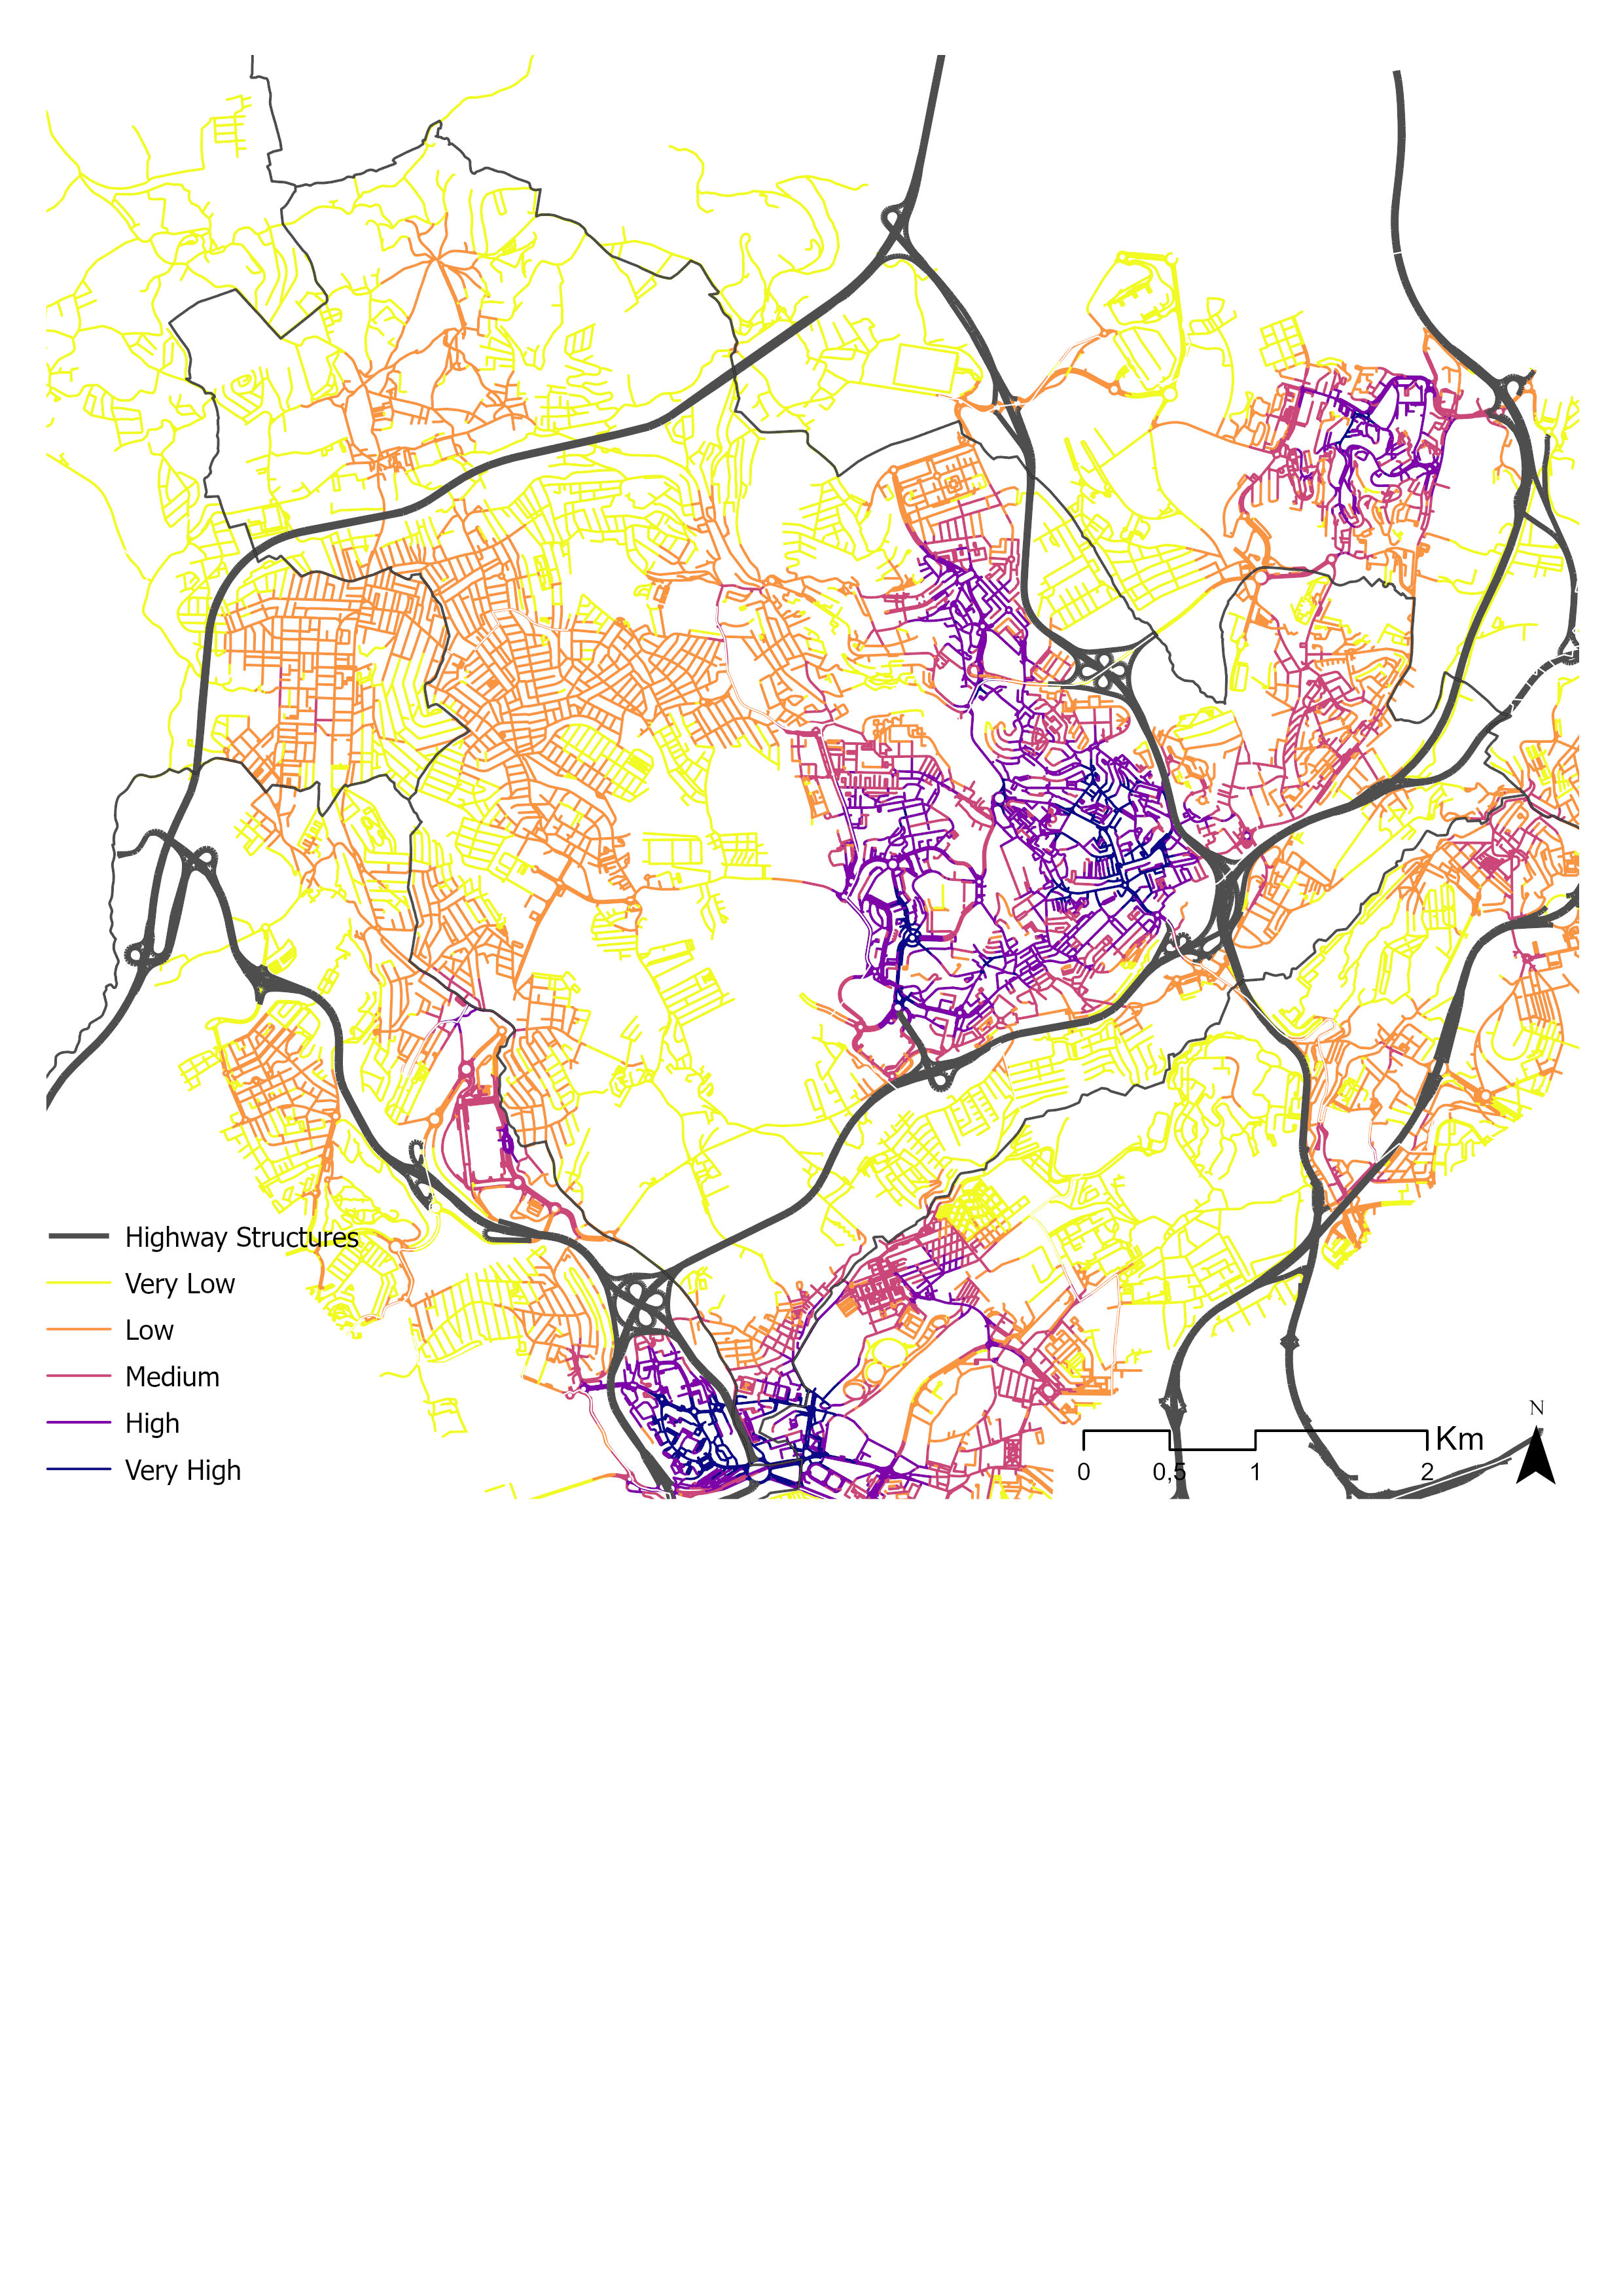 Highway Structures
Very Low
Low
Medium
High
Very High
N
Km
0 0,5 1 2